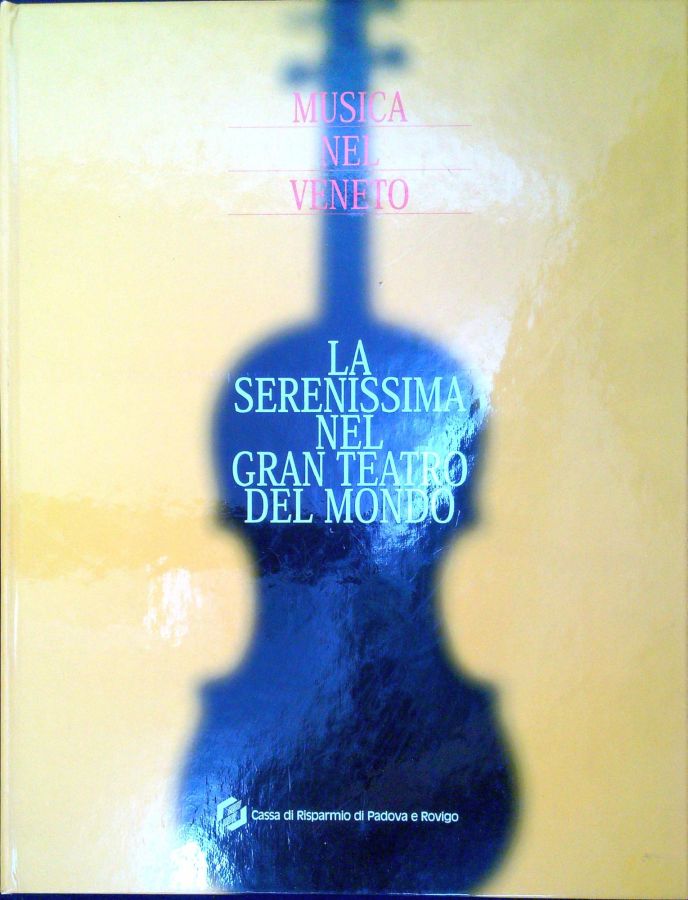 MUSICA
NEL
VENETO
LA
SERENISSIMA
NEL
GRAN TEATRO
DEL MONDO
Cassa di Risparmio di Padova e Rovigo